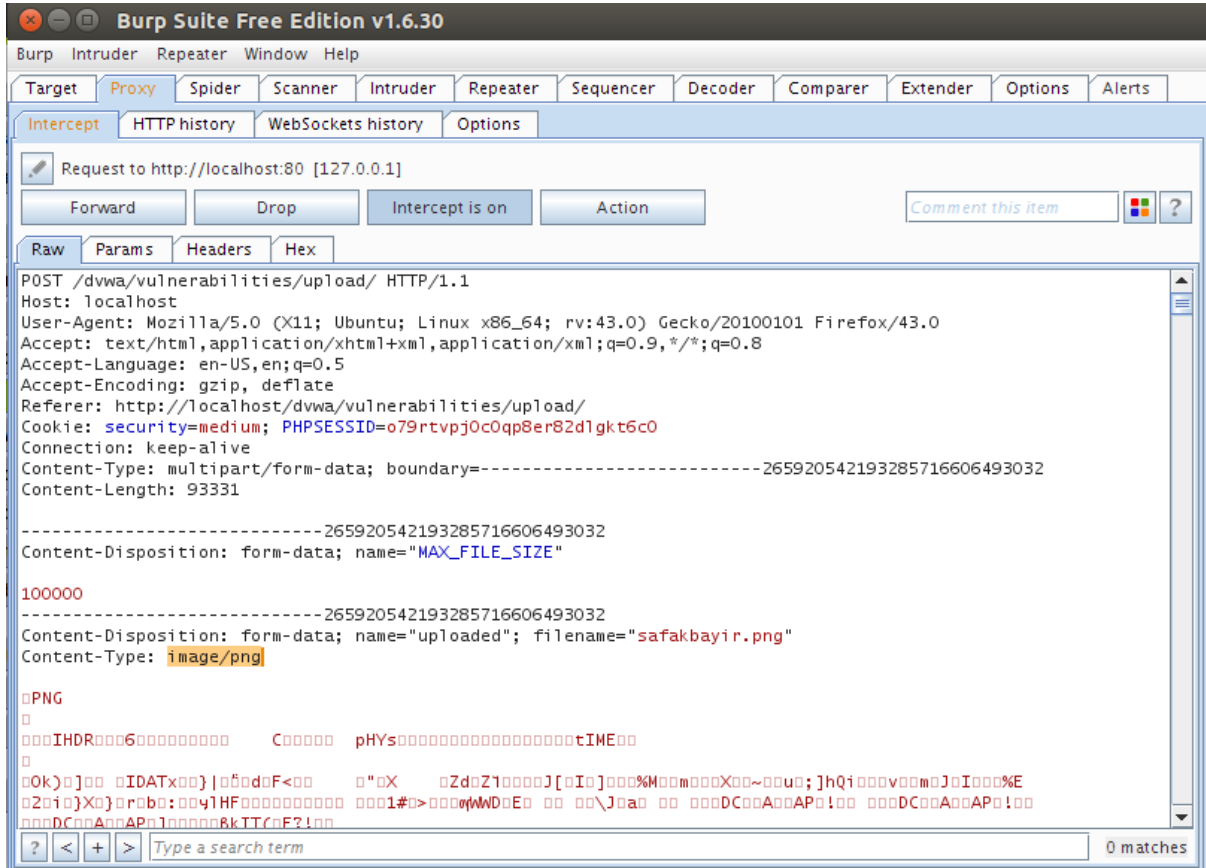 Burp Suite Free Edition v1.6.30
Burp Intruder Repeater Window Help
Target Proxy Spider Scanner Intruder Repeater Sequencer Decoder Comparer Extender Options Alerts
Intercept HTTP history WebSockets history Options
Request to http://localhost:80 [127.0.0.1]
Forward Drop Intercept is on Action Comment this item ?
Raw Params Headers Hex
POST /dvwa/vulnerabilities/upload/ HTTP/1.1
Host: localhost
User-Agent: Mozilla/5.0 (X11; Ubuntu; Linux x86_64; rv:43.0) Gecko/20100101 Firefox/43.0
Accept: text/html,application/xhtml+xml,application/xml;q=0.9,*/*;q=0.8
Accept-Language: en-US,en;q=0.5
Accept-Encoding: gzip, deflate
Referer: http://localhost/dvwa/vulnerabilities/upload/
Cookie: security=medium; PHPSESSID=o79rtvpj0c0qp8er82dlgkt6c0
Connection: keep-alive
Content-Type: multipart/form-data; boundary=---------------------------265920542193285716606493032
Content-Length: 93331
-----------------------------265920542193285716606493032
Content-Disposition: form-data; name="MAX_FILE_SIZE"
100000
-----------------------------265920542193285716606493032
Content-Disposition: form-data; name="uploaded"; filename="safakbayir.png"
Content-Type: image/png
PNG
IHDR 6 C pHYs tIME
? < + > Type a search term 0 matches